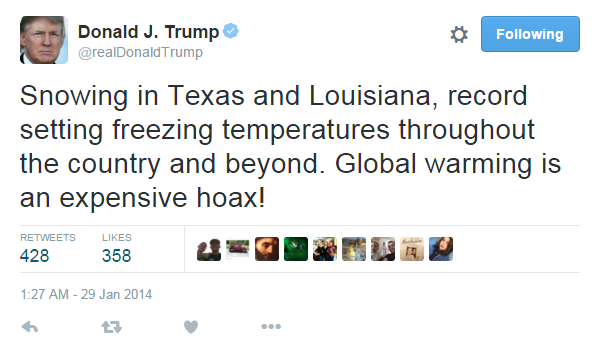 Donald J. Trump
@realDonaldTrump
Following
Snowing in Texas and Louisiana, record
setting freezing temperatures throughout
the country and beyond. Global warming is
an expensive hoax!
RETWEETS LIKES
428 358
1:27 AM - 29 Jan 2014